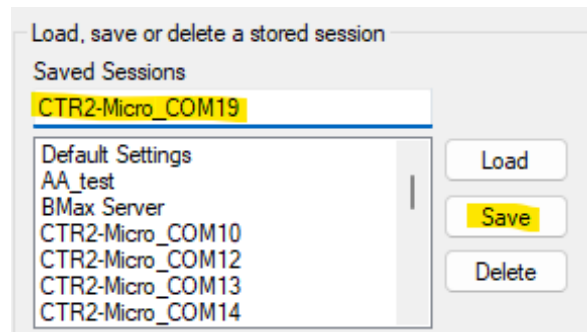 Load, save or delete a stored session
Saved Sessions
CTR2-Micro_COM19
Default Settings
AA_test
BMax Server
CTR2-Micro_COM10
CTR2-Micro_COM12
CTR2-Micro_COM13
CTR2-Micro_COM14
Load
Save
Delete